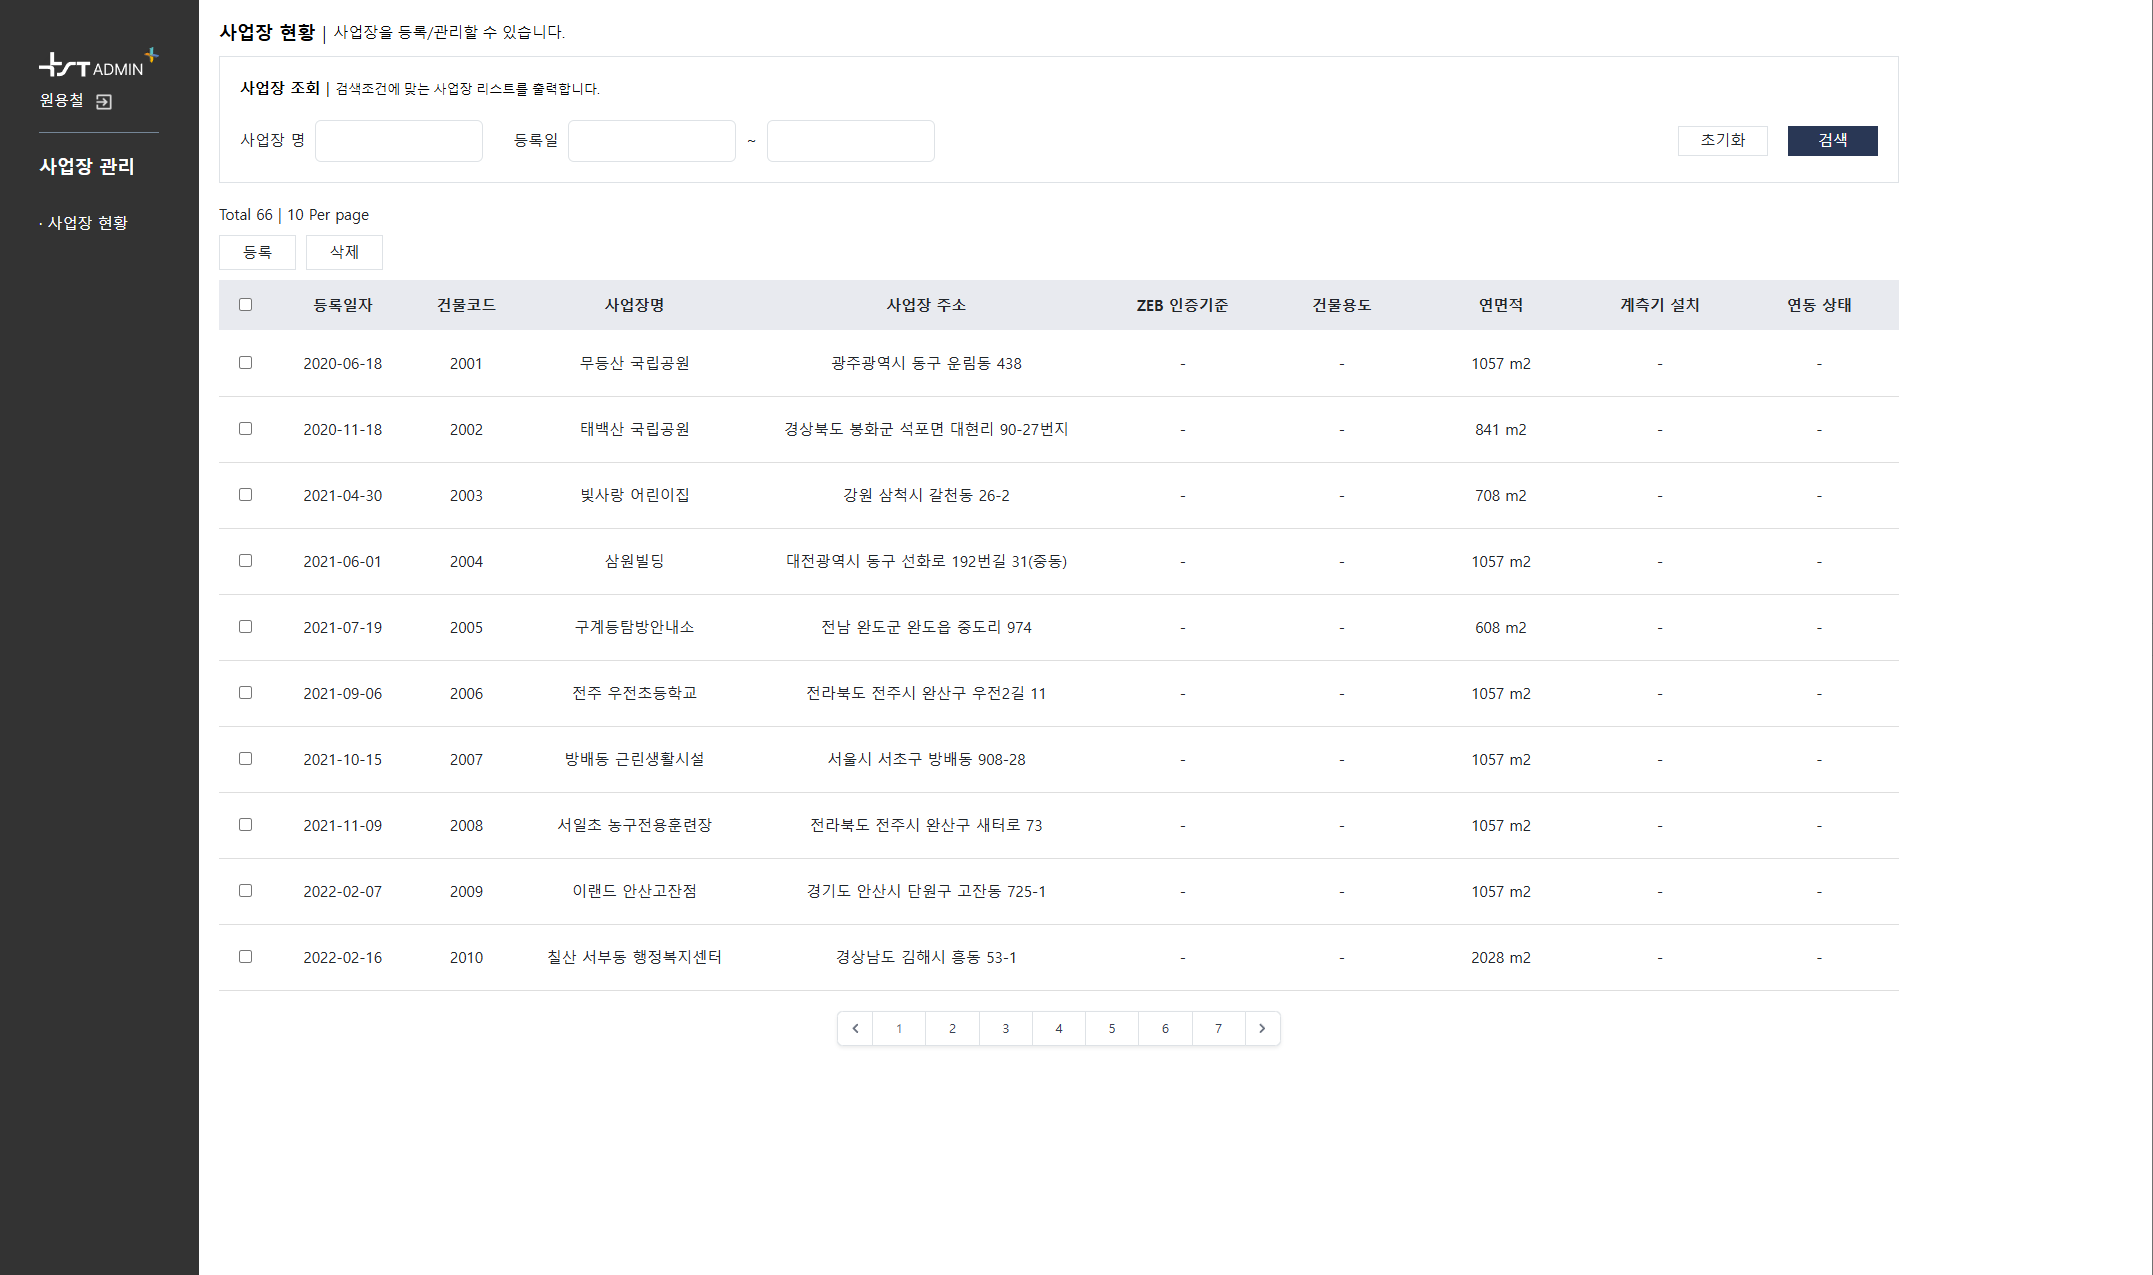 ADMIN
원용철
사업장 관리
· 사업장 현황
사업장 현황 | 사업장을 등록/관리할 수 있습니다.
사업장 조회 | 검색조건에 맞는 사업장 리스트를 출력합니다.
사업장 명 등록일 ~ 초기화 검색
Total 66 | 10 Per page
등록 삭제
등록일자 건물코드 사업장명 사업장 주소 ZEB 인증기준 건물용도 연면적 계측기 설치 연동 상태
2020-06-18 2001 무등산 국립공원 광주광역시 동구 운림동 438 - - 1057 m2 - -
2020-11-18 2002 태백산 국립공원 경상북도 봉화군 석포면 대현리 90-27번지 - - 841 m2 - -
2021-04-30 2003 빛사랑 어린이집 강원 삼척시 갈천동 26-2 - - 708 m2 - -
2021-06-01 2004 삼원빌딩 대전광역시 동구 선화로 192번길 31(중동) - - 1057 m2 - -
2021-07-19 2005 구계등탐방안내소 전남 완도군 완도읍 중도리 974 - - 608 m2 - -
2021-09-06 2006 전주 우전초등학교 전라북도 전주시 완산구 우전2길 11 - - 1057 m2 - -
2021-10-15 2007 방배동 근린생활시설 서울시 서초구 방배동 908-28 - - 1057 m2 - -
2021-11-09 2008 서일초 농구전용훈련장 전라북도 전주시 완산구 새터로 73 - - 1057 m2 - -
2022-02-07 2009 이랜드 안산고잔점 경기도 안산시 단원구 고잔동 725-1 - - 1057 m2 - -
2022-02-16 2010 칠산 서부동 행정복지센터 경상남도 김해시 흥동 53-1 - - 2028 m2 - -
1 2 3 4 5 6 7